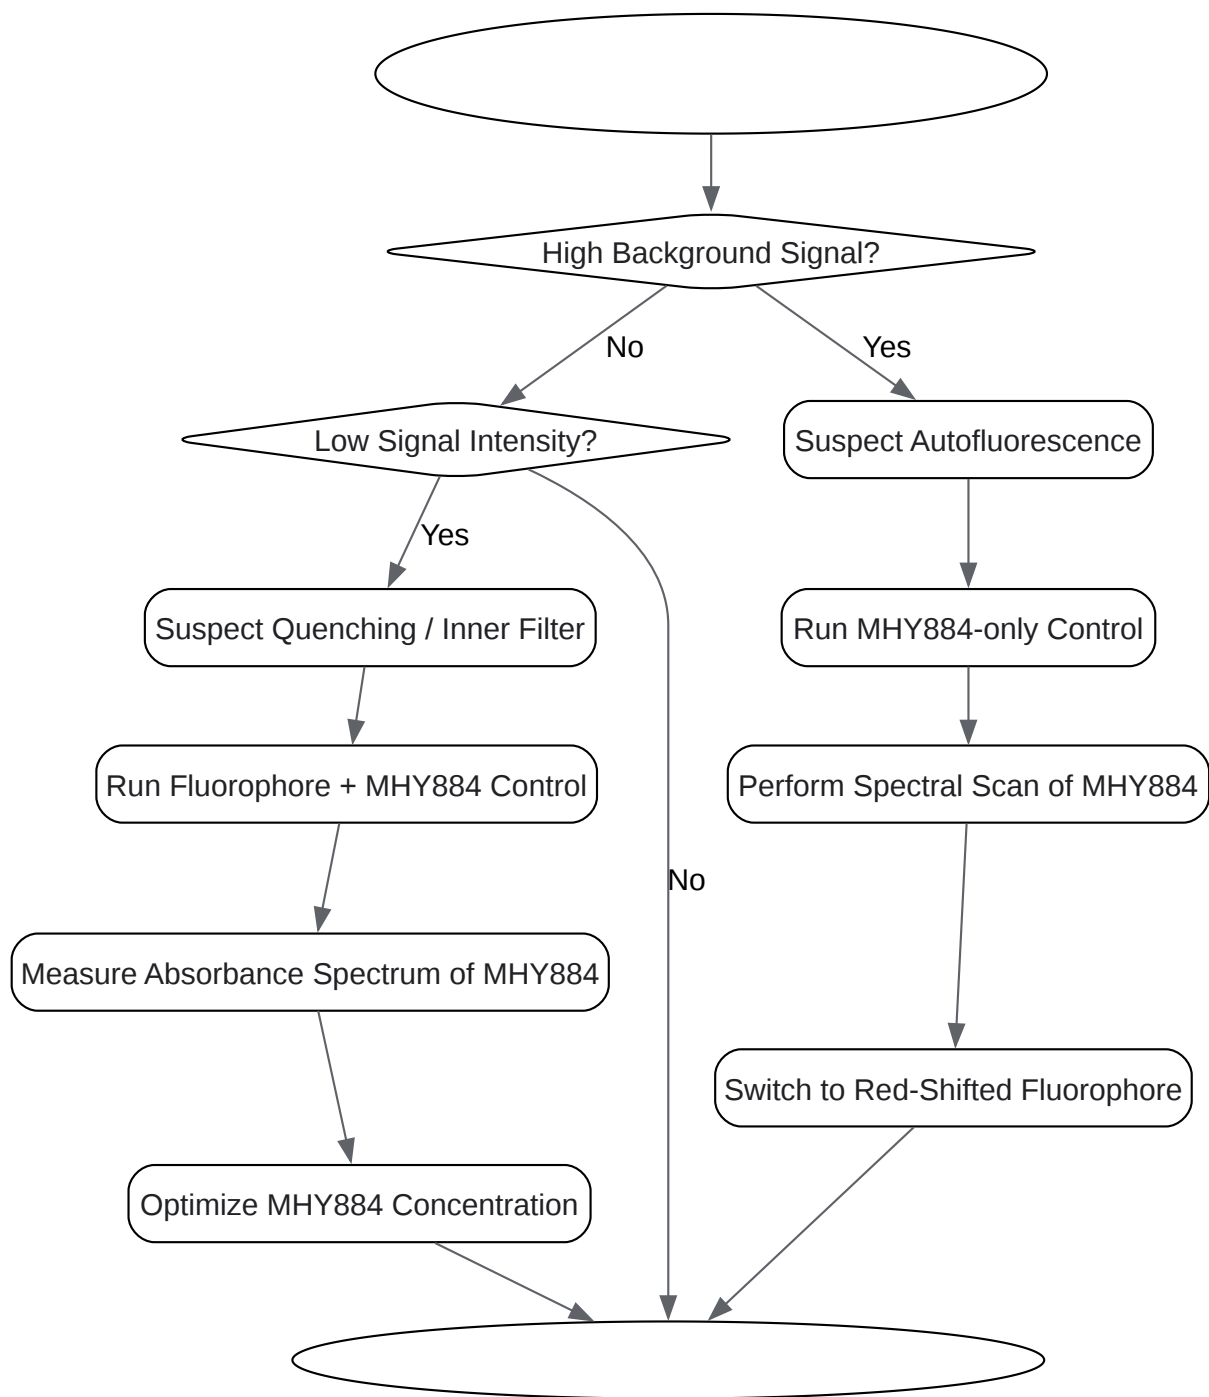 High Background Signal?
No
Yes
Low Signal Intensity?
Suspect Autofluorescence
Yes
Suspect Quenching / Inner Filter
Run MHY884-only Control
Run Fluorophore + MHY884 Control
Perform Spectral Scan of MHY884
No
Measure Absorbance Spectrum of MHY884
Switch to Red-Shifted Fluorophore
Optimize MHY884 Concentration